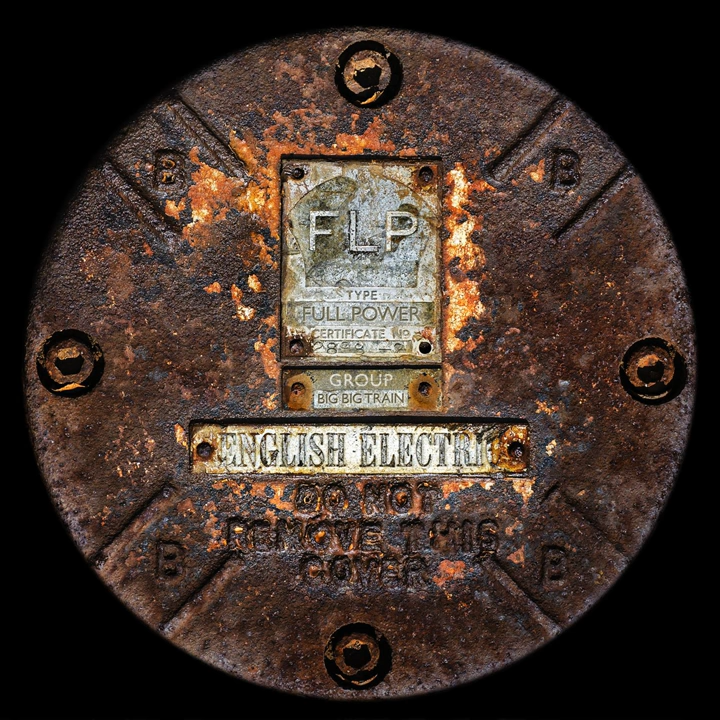 B B
FLP
TYPE
FULL POWER
CERTIFICATE Nº
GROUP
BIG BIG TRAIN
ENGLISH ELECTRIC
DO NOT
REMOVE THIS
COVER
B B